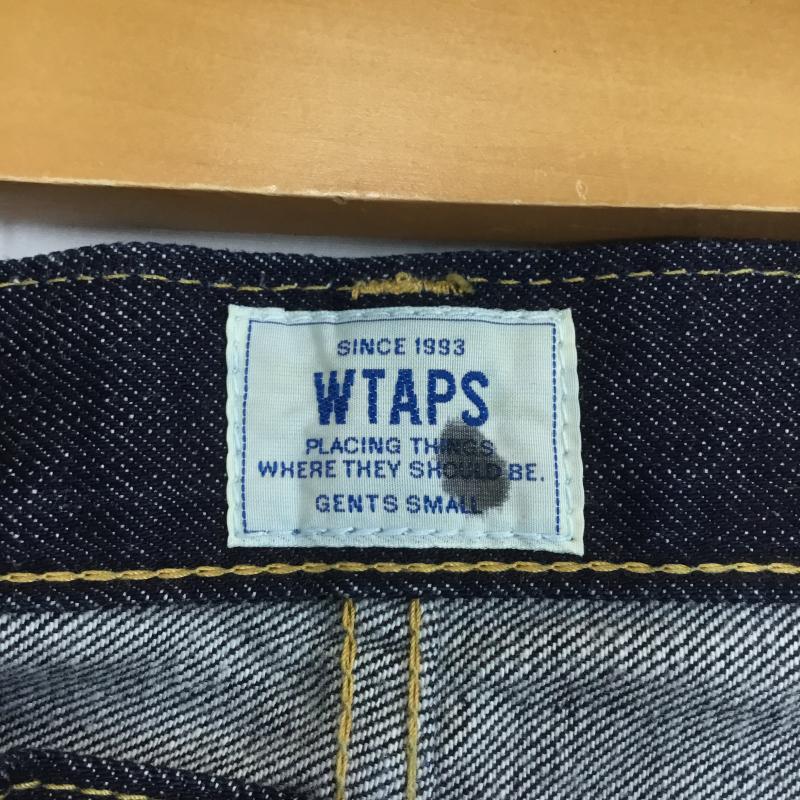 SINCE 1993
WTAPS
PLACING THINGS
WHERE THEY SHOULD BE.
GENTS SMALL